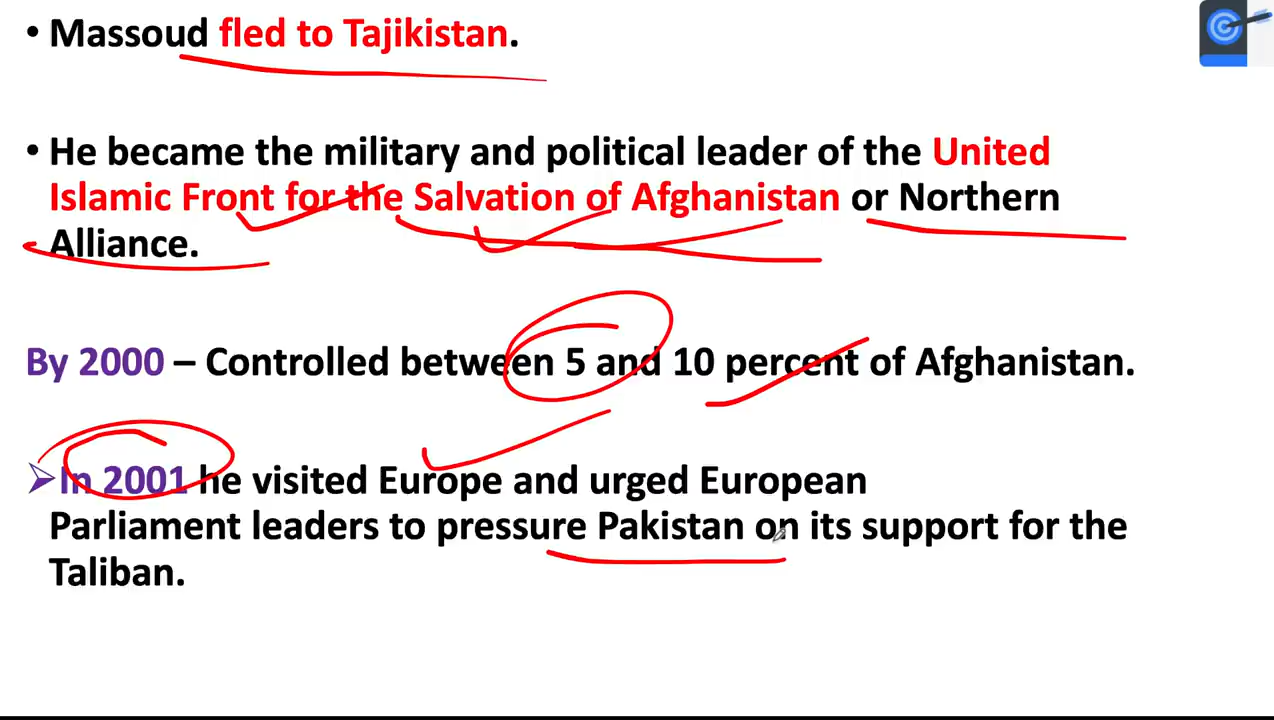 • Massoud fled to Tajikistan.
• He became the military and political leader of the United
Islamic Front for the Salvation of Afghanistan or Northern
Alliance.
By 2000 – Controlled between 5 and 10 percent of Afghanistan.
➢ In 2001 he visited Europe and urged European
Parliament leaders to pressure Pakistan on its support for the
Taliban.